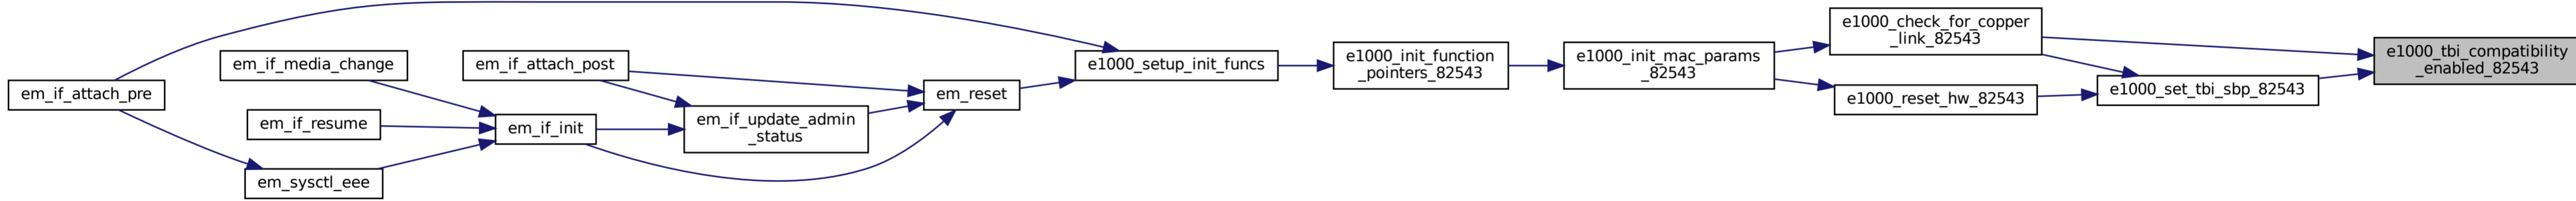 em_if_attach_pre
em_if_media_change
em_if_resume
em_sysctl_eee
em_if_attach_post
em_if_init
em_if_update_admin
_status
em_reset
e1000_setup_init_funcs
e1000_init_function
_pointers_82543
e1000_init_mac_params
_82543
e1000_check_for_copper
_link_82543
e1000_reset_hw_82543
e1000_set_tbi_sbp_82543
e1000_tbi_compatibility
_enabled_82543